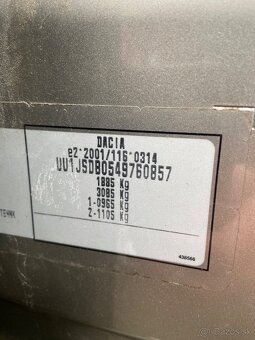 DACIA
e2*2001/116*0314
UU1JSDB0549760857
1885 Kg
3085 Kg
1-0965 Kg
2-1105 Kg
438566